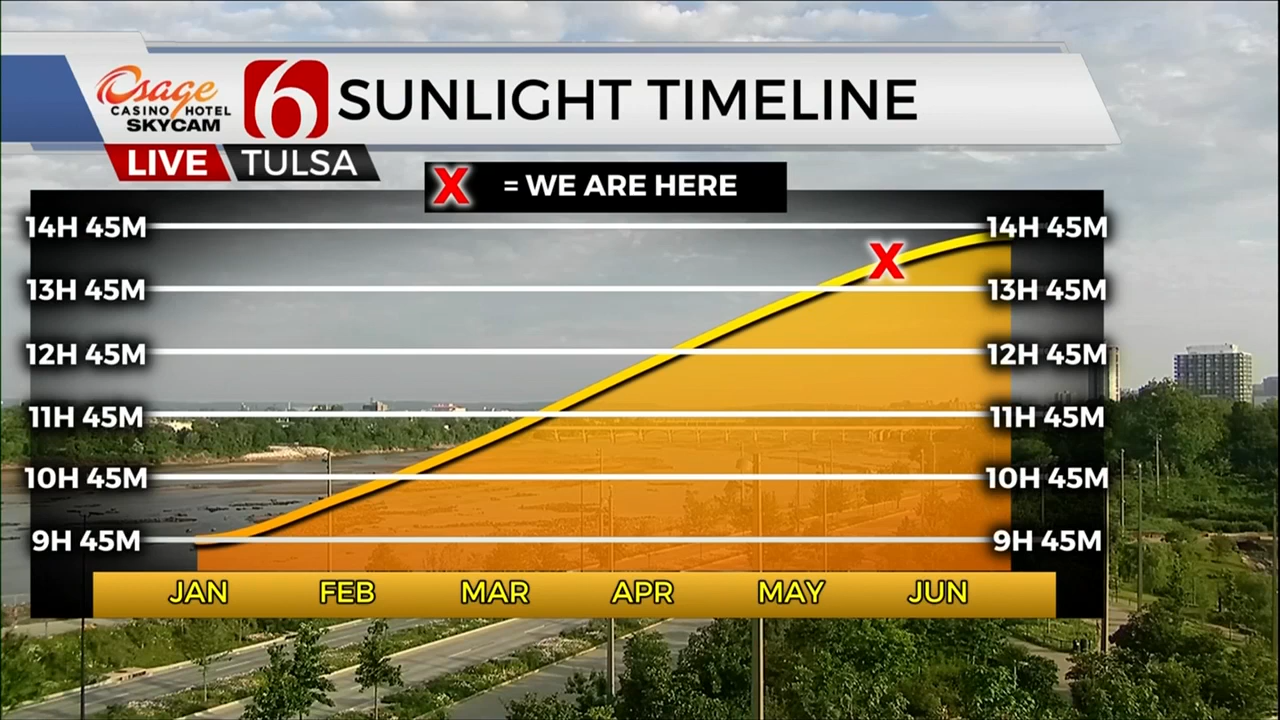 Osage
CASINO HOTEL
SKYCAM
6
SUNLIGHT TIMELINE
LIVE TULSA
X = WE ARE HERE
14H 45M 14H 45M
X
13H 45M 13H 45M
12H 45M 12H 45M
11H 45M 11H 45M
10H 45M 10H 45M
9H 45M 9H 45M
JAN FEB MAR APR MAY JUN